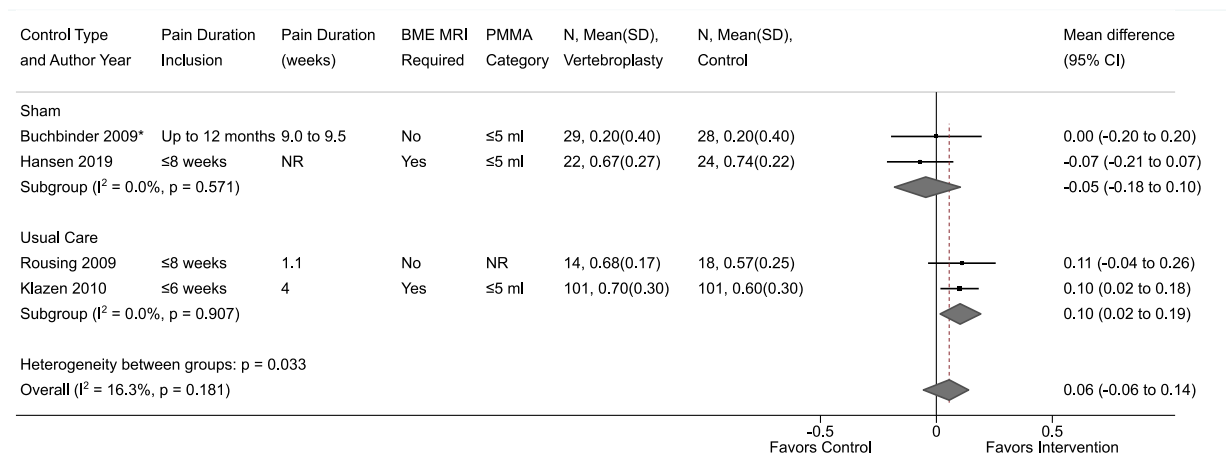 Control Type Pain Duration Pain Duration BME MRI PMMA N, Mean(SD), N, Mean(SD), Mean difference
and Author Year Inclusion (weeks) Required Category Vertebroplasty Control (95% CI)
Sham
Buchbinder 2009* Up to 12 months 9.0 to 9.5 No ≤5 ml 29, 0.20(0.40) 28, 0.20(0.40) 0.00 (-0.20 to 0.20)
Hansen 2019 ≤8 weeks NR Yes ≤5 ml 22, 0.67(0.27) 24, 0.74(0.22) -0.07 (-0.21 to 0.07)
Subgroup (I² = 0.0%, p = 0.571) -0.05 (-0.18 to 0.10)
Usual Care
Rousing 2009 ≤8 weeks 1.1 No NR 14, 0.68(0.17) 18, 0.57(0.25) 0.11 (-0.04 to 0.26)
Klazen 2010 ≤6 weeks 4 Yes ≤5 ml 101, 0.70(0.30) 101, 0.60(0.30) 0.10 (0.02 to 0.18)
Subgroup (I² = 0.0%, p = 0.907) 0.10 (0.02 to 0.19)
Heterogeneity between groups: p = 0.033
Overall (I² = 16.3%, p = 0.181) 0.06 (-0.06 to 0.14)
-0.5 0 0.5
Favors Control Favors Intervention